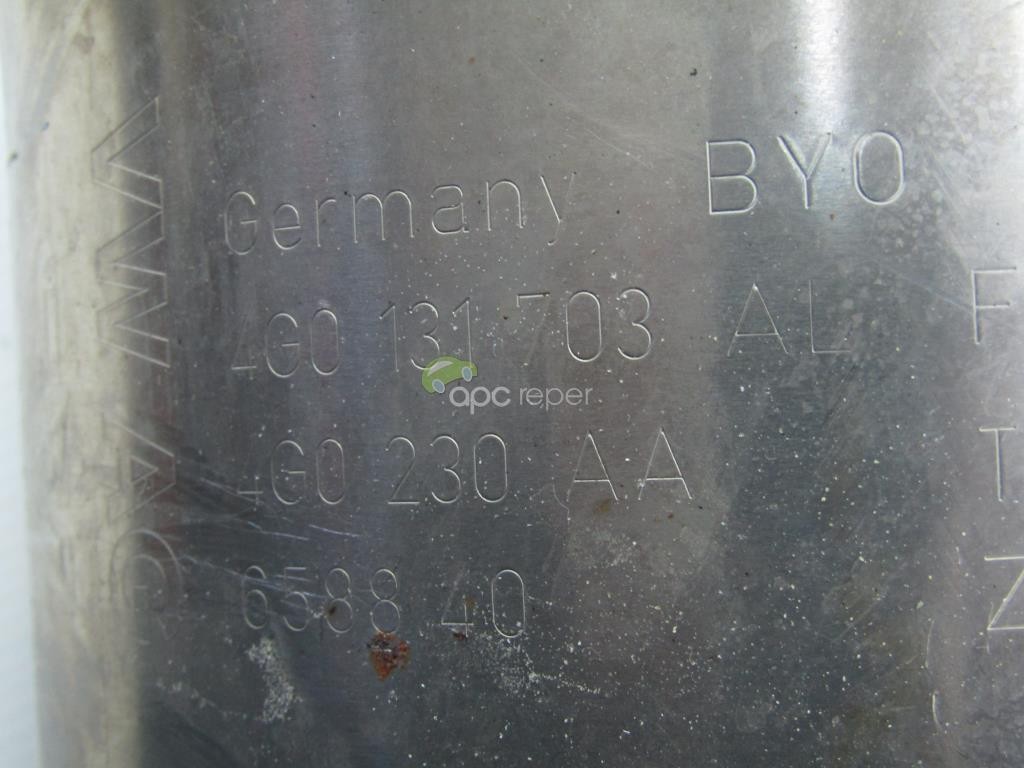 Germany BYO
4G0 131 703 AL F
apc reper
4G0 230 AA T
6588 40 Z